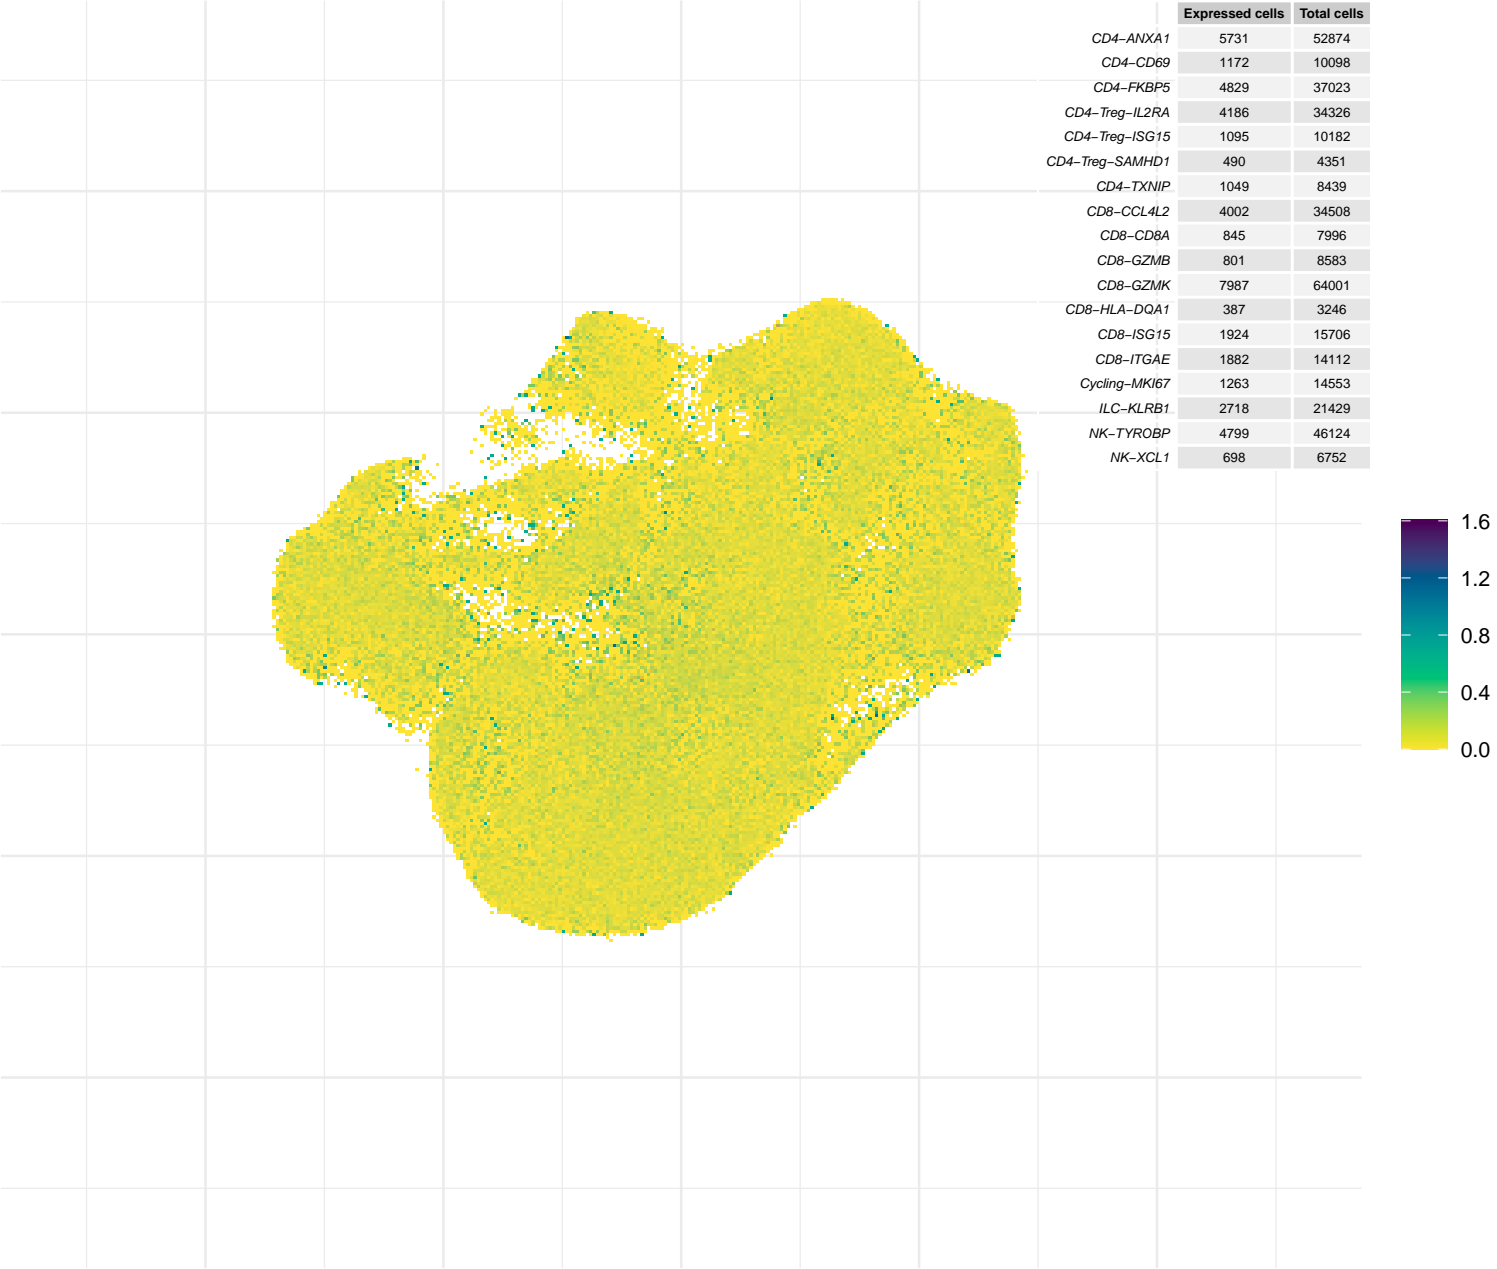 Expressed cells Total cells
CD4−ANXA1 5731 52874
CD4−CD69 1172 10098
CD4−FKBP5 4829 37023
CD4−Treg−IL2RA 4186 34326
CD4−Treg−ISG15 1095 10182
CD4−Treg−SAMHD1 490 4351
CD4−TXNIP 1049 8439
CD8−CCL4L2 4002 34508
CD8−CD8A 845 7996
CD8−GZMB 801 8583
CD8−GZMK 7987 64001
CD8−HLA−DQA1 387 3246
CD8−ISG15 1924 15706
CD8−ITGAE 1882 14112
Cycling−MKI67 1263 14553
ILC−KLRB1 2718 21429
NK−TYROBP 4799 46124
NK−XCL1 698 6752
1.6
1.2
0.8
0.4
0.0